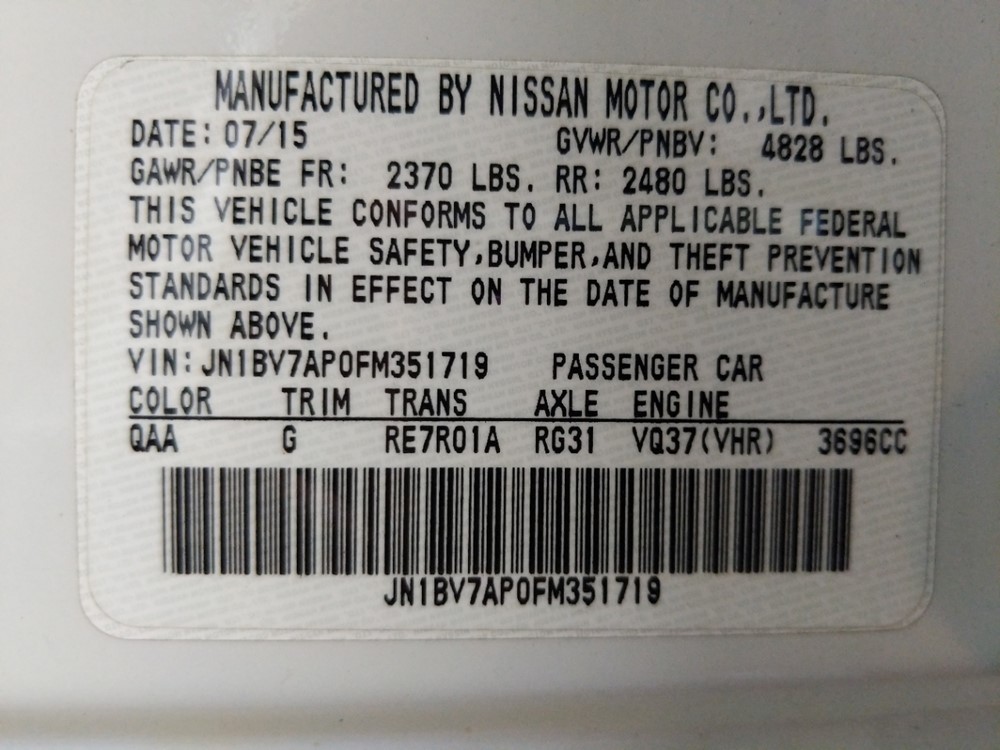 MANUFACTURED BY NISSAN MOTOR CO.,LTD.
DATE: 07/15 GVWR/PNBV: 4828 LBS.
GAWR/PNBE FR: 2370 LBS. RR: 2480 LBS.
THIS VEHICLE CONFORMS TO ALL APPLICABLE FEDERAL
MOTOR VEHICLE SAFETY,BUMPER,AND THEFT PREVENTION
STANDARDS IN EFFECT ON THE DATE OF MANUFACTURE
SHOWN ABOVE.
VIN:JN1BV7AP0FM351719 PASSENGER CAR
COLOR TRIM TRANS AXLE ENGINE
QAA G RE7R01A RG31 VQ37(VHR) 3696CC
JN1BV7AP0FM351719